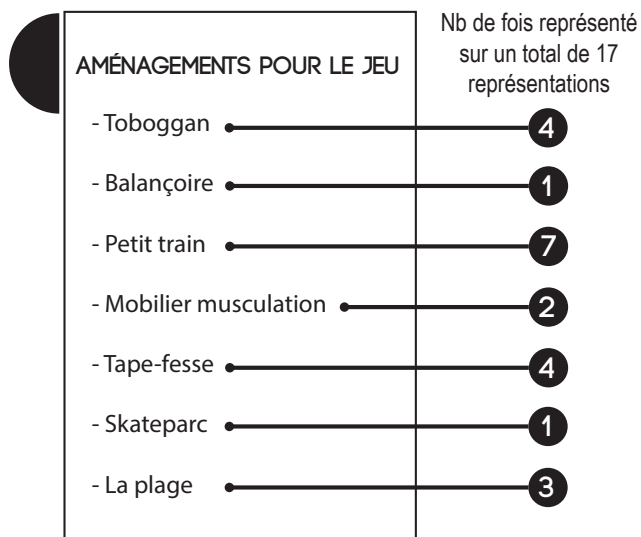 Nb de fois représenté
sur un total de 17
représentations
AMÉNAGEMENTS POUR LE JEU
- Toboggan 4
- Balançoire 1
- Petit train 7
- Mobilier musculation 2
- Tape-fesse 4
- Skateparc 1
- La plage 3